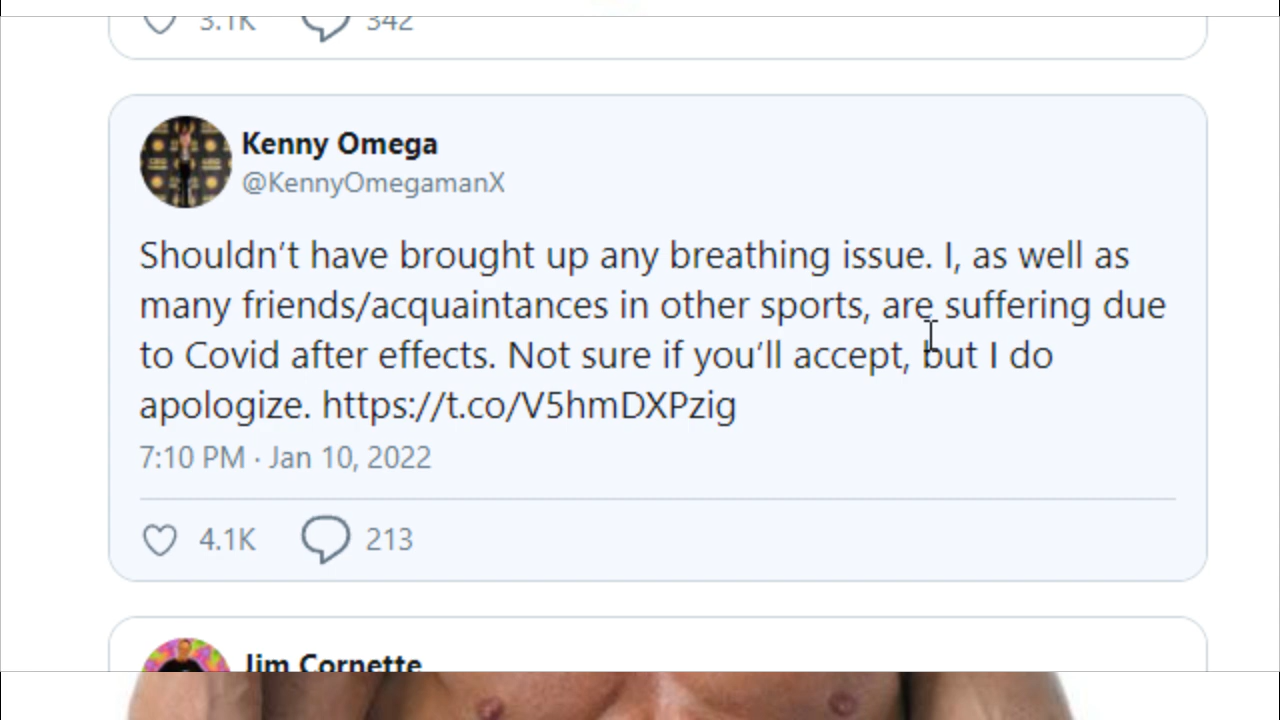 3.1K 342
Kenny Omega
@KennyOmegamanX
Shouldn’t have brought up any breathing issue. I, as well as
many friends/acquaintances in other sports, are suffering due
to Covid after effects. Not sure if you’ll accept, but I do
apologize. https://t.co/V5hmDXPzig
7:10 PM · Jan 10, 2022
4.1K 213
Jim Cornette